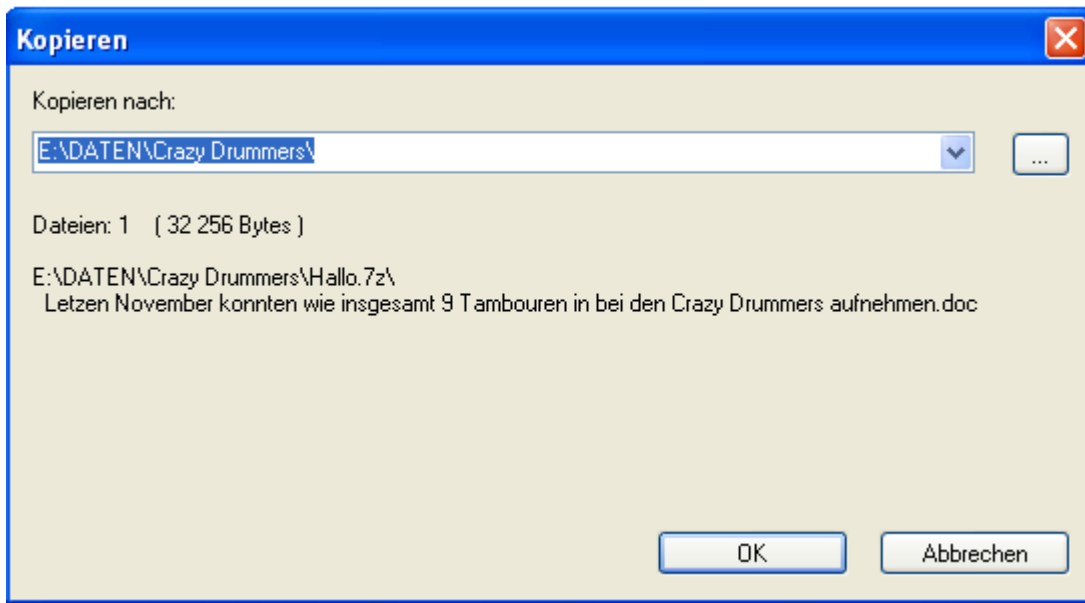 Kopieren
Kopieren nach:
E:\DATEN\Crazy Drummers\
...
Dateien: 1 ( 32 256 Bytes )
E:\DATEN\Crazy Drummers\Hallo.7z\
Letzen November konnten wie insgesamt 9 Tambouren in bei den Crazy Drummers aufnehmen.doc
OK Abbrechen